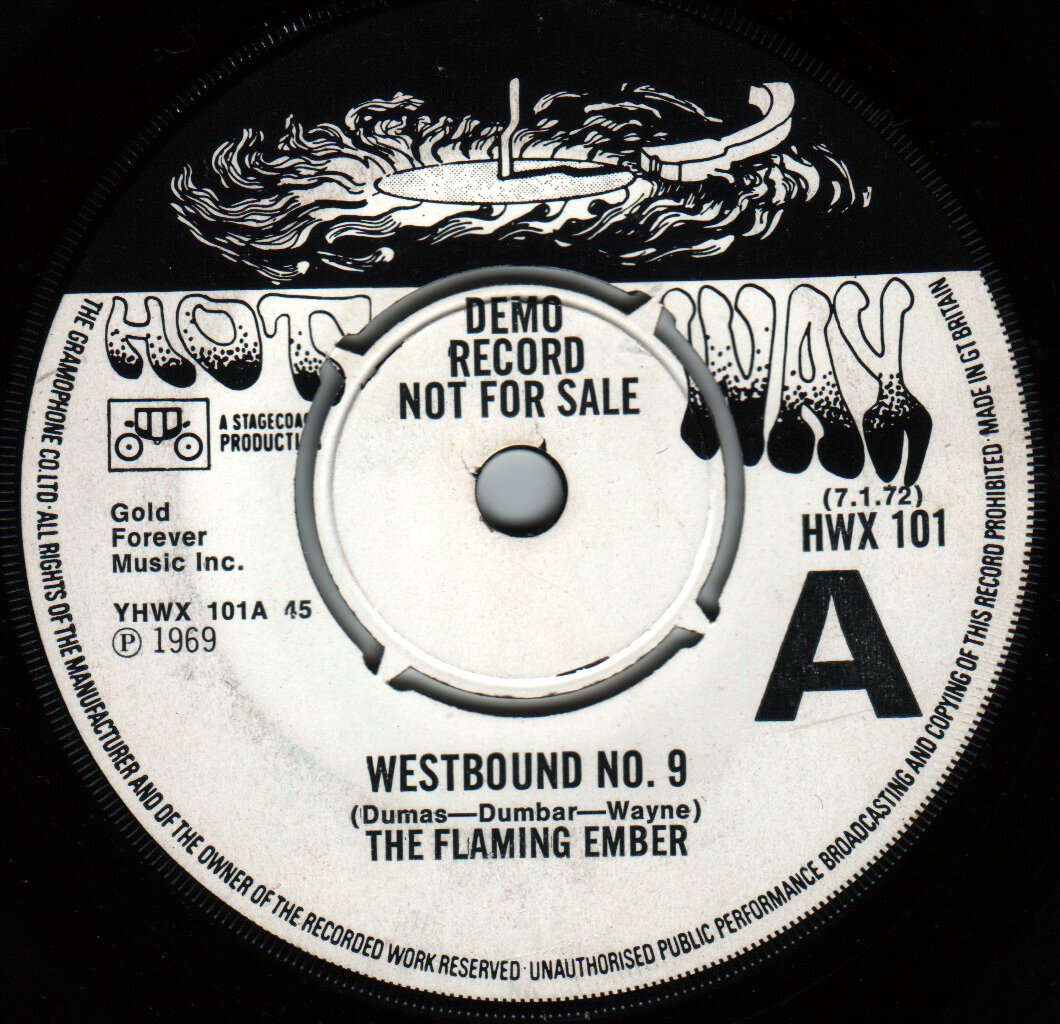 HOT WAX
DEMO
RECORD
NOT FOR SALE
A STAGECOA
PRODUCTI
(7.1.72)
HWX 101
A
Gold
Forever
Music Inc.
YHWX 101A 45
℗ 1969
WESTBOUND NO. 9
(Dumas—Dumbar—Wayne)
THE FLAMING EMBER
THE GRAMOPHONE CO. LTD · ALL RIGHTS OF THE MANUFACTURER AND OF THE OWNER OF THE RECORDED WORK RESERVED · UNAUTHORISED PUBLIC PERFORMANCE BROADCASTING AND COPYING OF THIS RECORD PROHIBITED · MADE IN GT BRITAIN